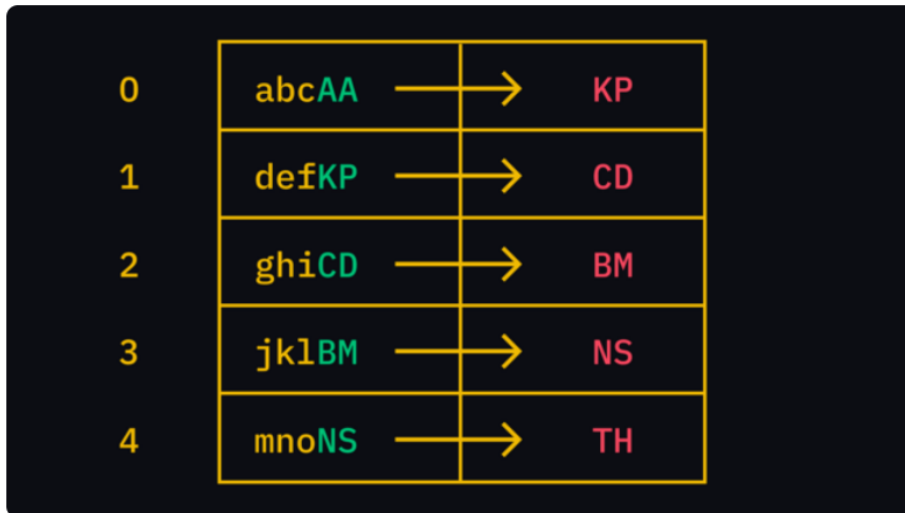 0 abcAA → KP
1 defKP → CD
2 ghiCD → BM
3 jklBM → NS
4 mnoNS → TH